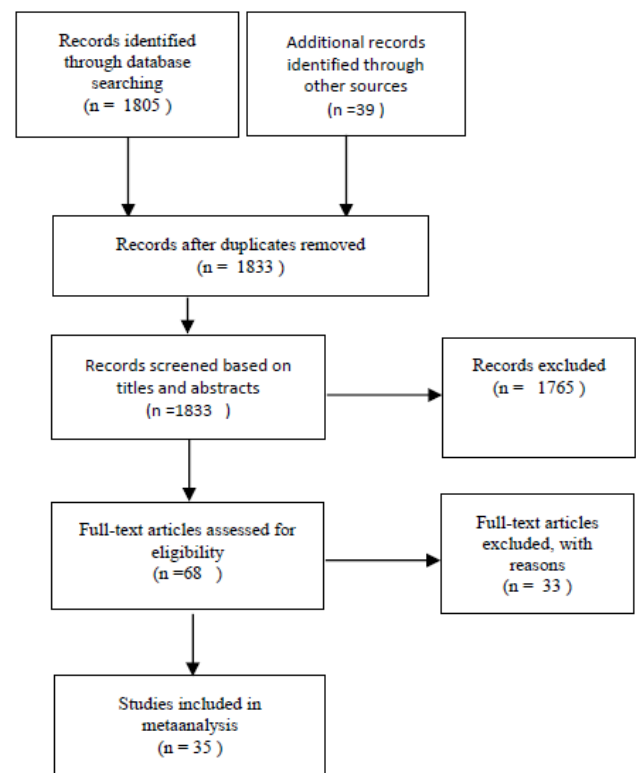 Records identified
through database
searching
(n = 1805 )
Additional records
identified through
other sources
(n =39 )
Records after duplicates removed
(n = 1833 )
Records screened based on
titles and abstracts
(n =1833 )
Records excluded
(n = 1765 )
Full-text articles assessed for
eligibility
(n =68 )
Full-text articles
excluded, with
reasons
(n = 33 )
Studies included in
metaanalysis
(n = 35 )